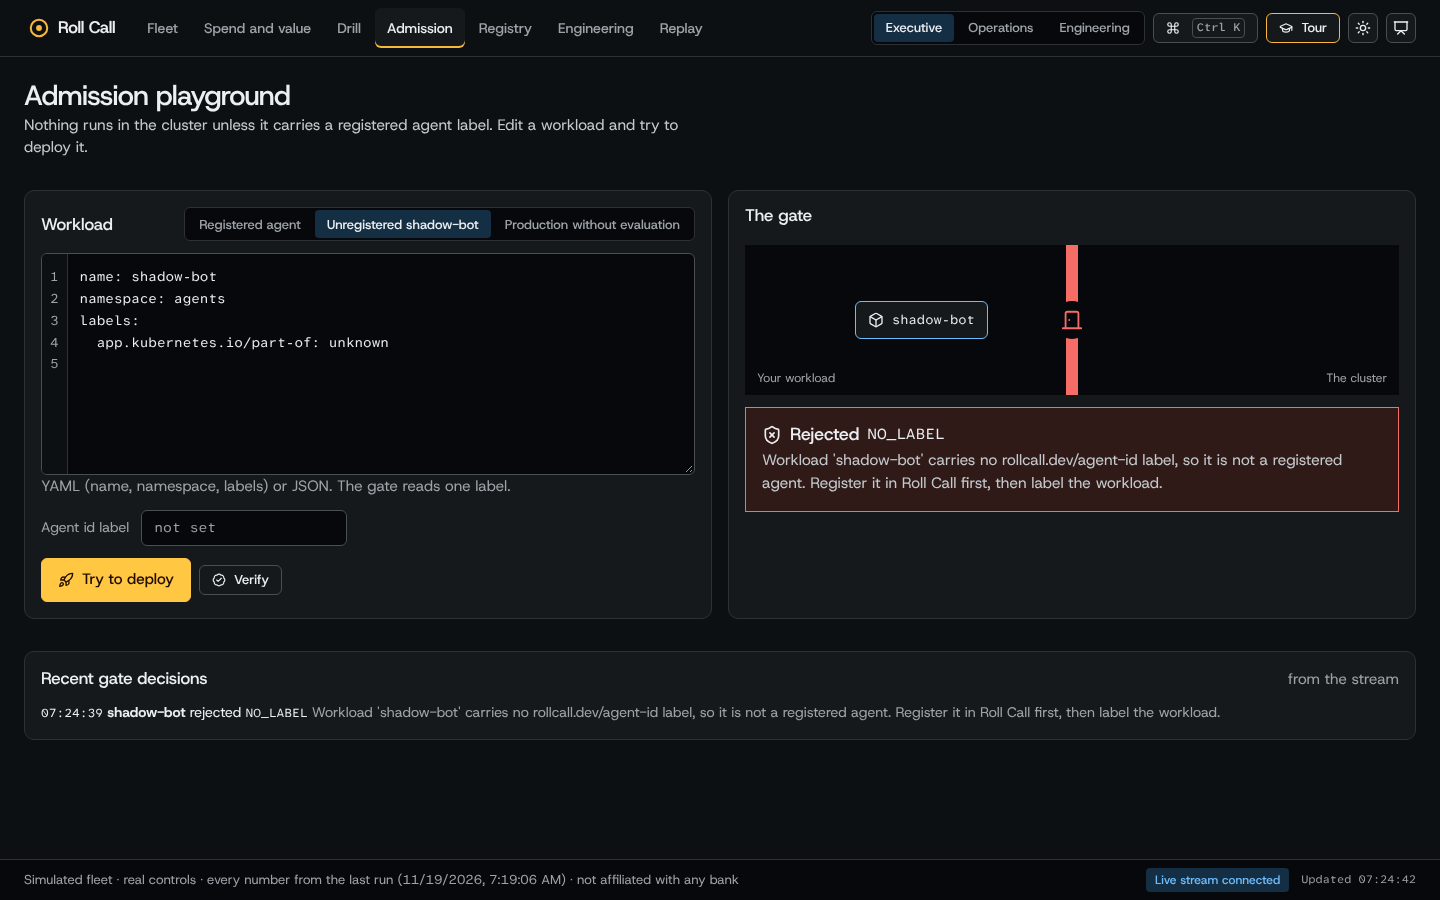 Roll Call Fleet Spend and value Drill Admission Registry Engineering Replay Executive Operations Engineering Ctrl K Tour
Admission playground
Nothing runs in the cluster unless it carries a registered agent label. Edit a workload and try to
deploy it.
Workload Registered agent Unregistered shadow-bot Production without evaluation
1 name: shadow-bot
2 namespace: agents
3 labels:
4 app.kubernetes.io/part-of: unknown
5
YAML (name, namespace, labels) or JSON. The gate reads one label.
Agent id label not set
Try to deploy Verify
The gate
shadow-bot
Your workload The cluster
Rejected NO_LABEL
Workload 'shadow-bot' carries no rollcall.dev/agent-id label, so it is not a registered
agent. Register it in Roll Call first, then label the workload.
Recent gate decisions from the stream
07:24:39 shadow-bot rejected NO_LABEL Workload 'shadow-bot' carries no rollcall.dev/agent-id label, so it is not a registered agent. Register it in Roll Call first, then label the workload.
Simulated fleet · real controls · every number from the last run (11/19/2026, 7:19:06 AM) · not affiliated with any bank Live stream connected Updated 07:24:42